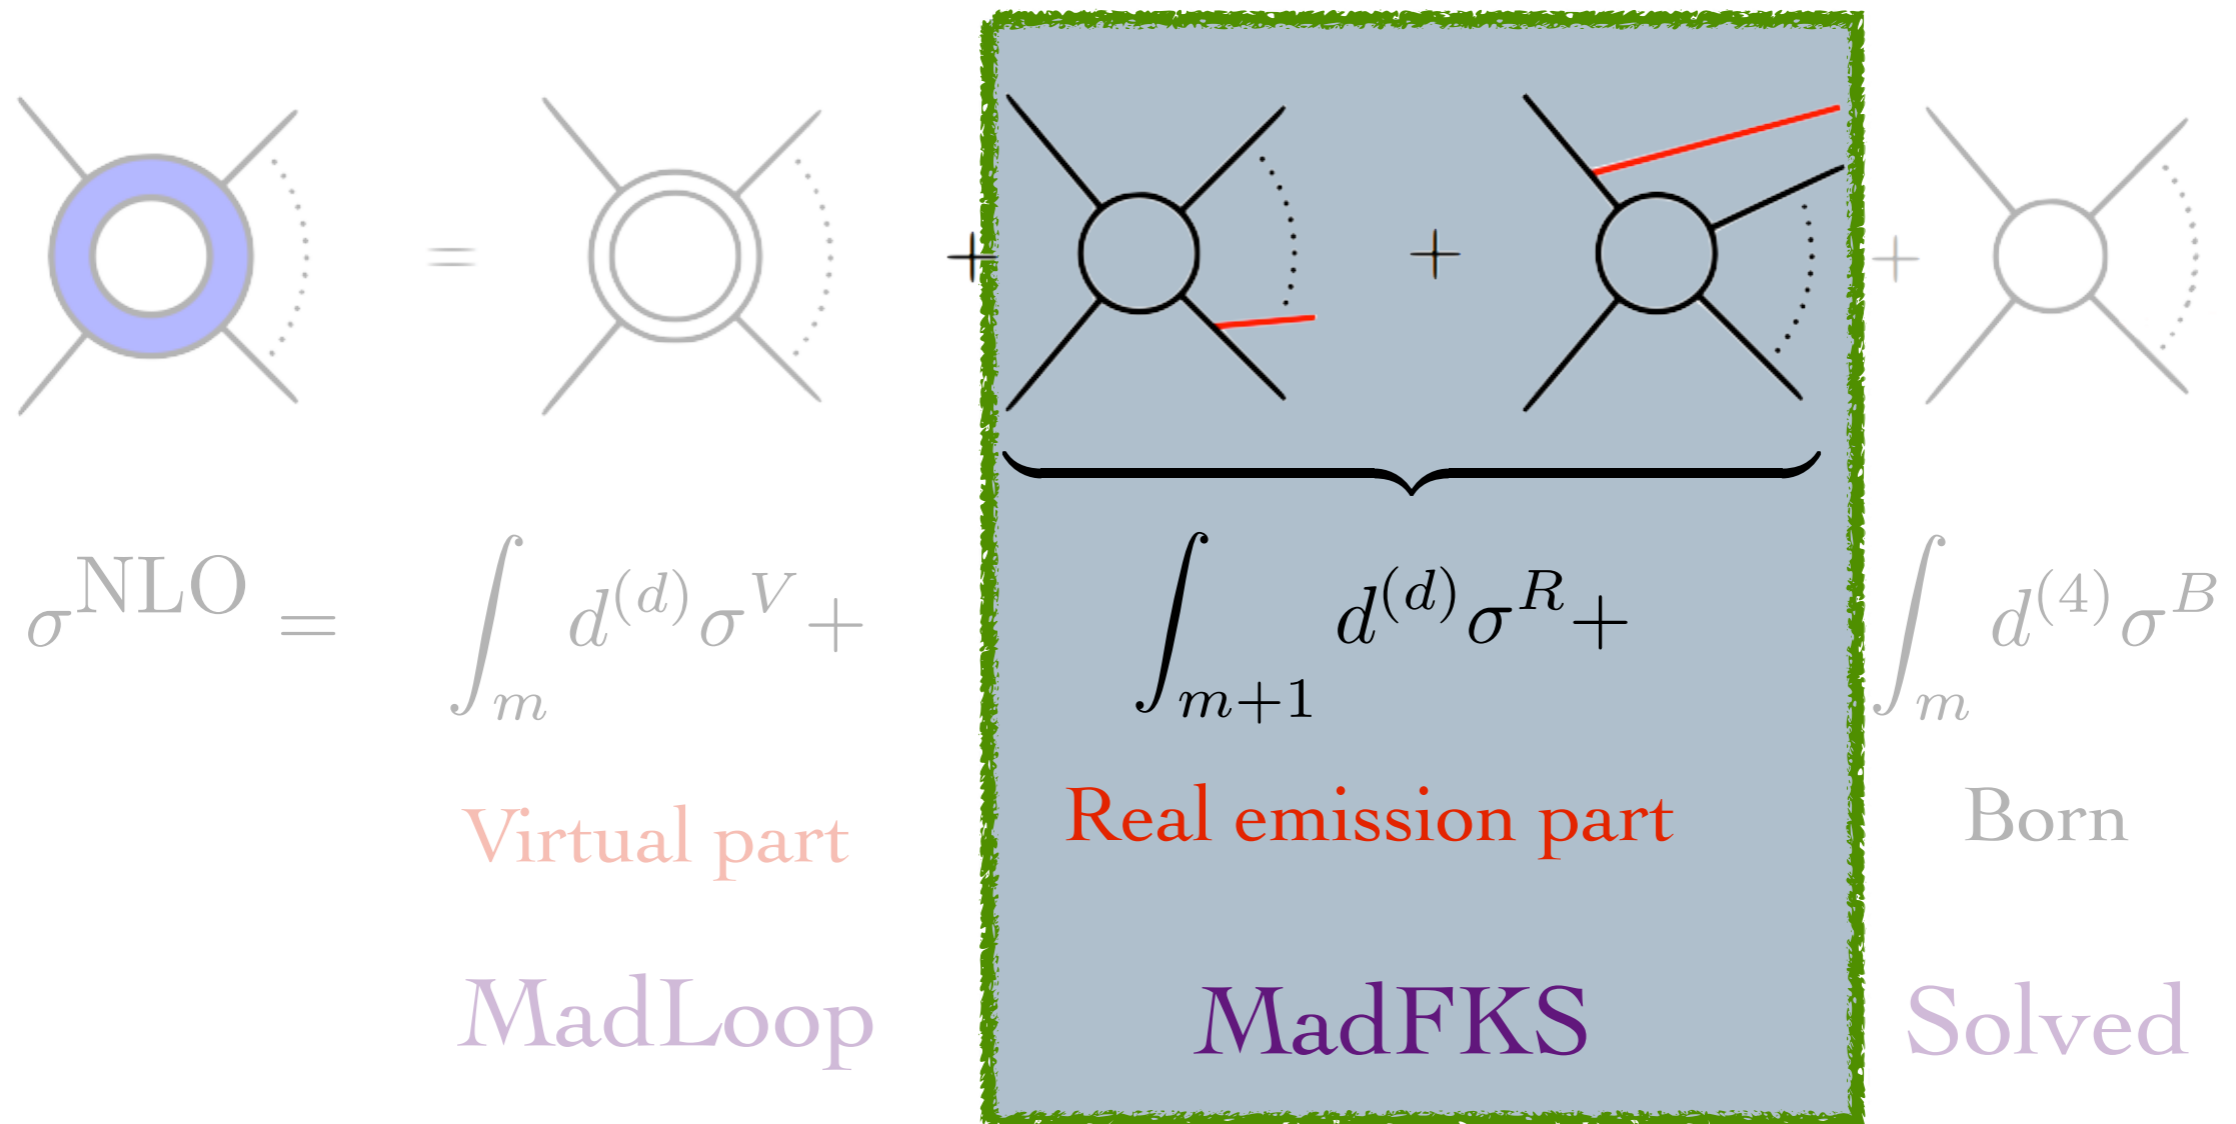 = + + +
σ^NLO = ∫_m d^(d) σ^V + ∫_{m+1} d^(d) σ^R + ∫_m d^(4) σ^B
Virtual part Real emission part Born
MadLoop MadFKS Solved